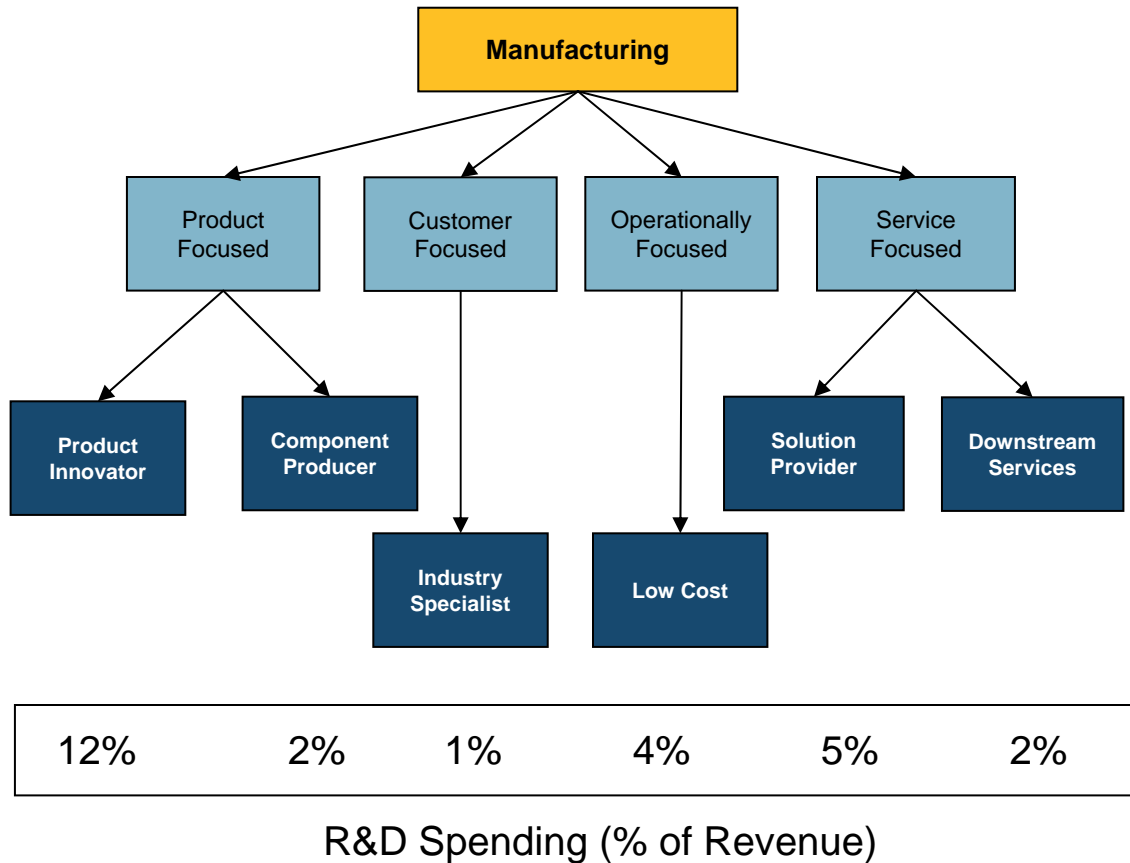 Manufacturing
Product
Focused
Customer
Focused
Operationally
Focused
Service
Focused
Product
Innovator
Component
Producer
Solution
Provider
Downstream
Services
Industry
Specialist
Low Cost
12%
2%
1%
4%
5%
2%
R&D Spending (% of Revenue)